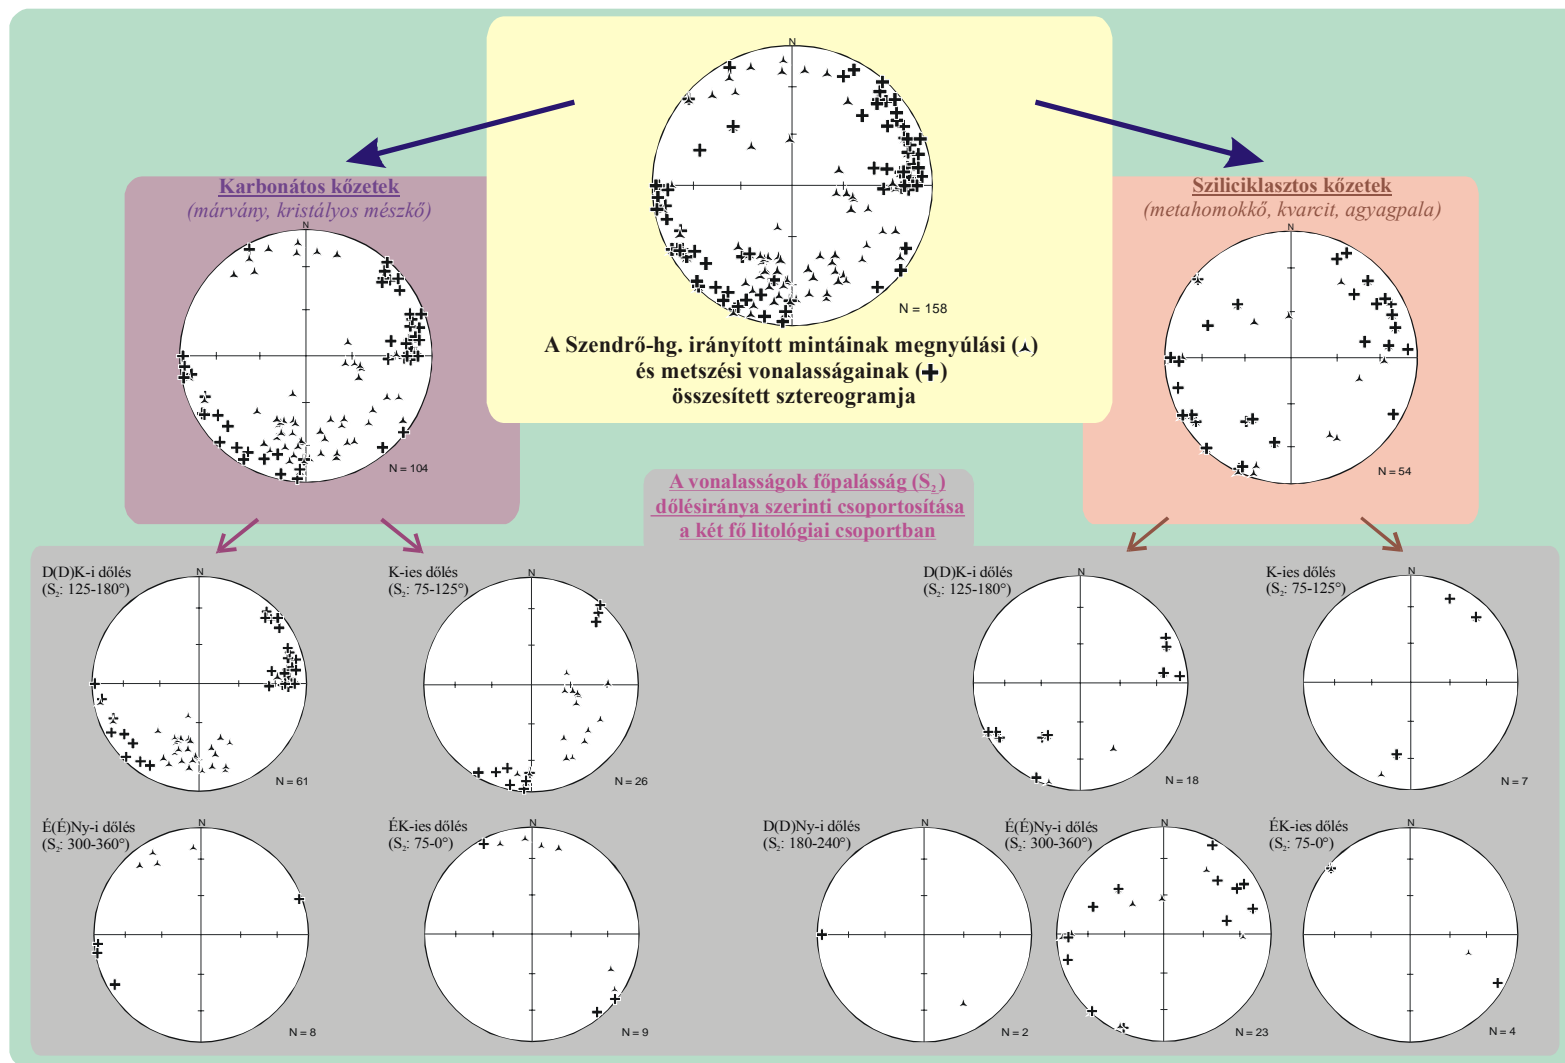 N
N = 158
A Szendrő-hg. irányított mintáinak megnyúlási ( )
és metszési vonalasságainak (+)
összesített sztereogramja
Karbonátos kőzetek
(márvány, kristályos mészkő)
N
N = 104
Sziliciklasztos kőzetek
(metahomokkő, kvarcit, agyagpala)
N
N = 54
A vonalasságok főpalásság (S₂)
dőlésiránya szerinti csoportosítása
a két fő litológiai csoportban
D(D)K-i dőlés
(S₂: 125-180°)
N
N = 61
K-ies dőlés
(S₂: 75-125°)
N
N = 26
D(D)K-i dőlés
(S₂: 125-180°)
N
N = 18
K-ies dőlés
(S₂: 75-125°)
N
N = 7
É(É)Ny-i dőlés
(S₂: 300-360°)
N
N = 8
ÉK-ies dőlés
(S₂: 75-0°)
N
N = 9
D(D)Ny-i dőlés
(S₂: 180-240°)
N
N = 2
É(É)Ny-i dőlés
(S₂: 300-360°)
N
N = 23
ÉK-ies dőlés
(S₂: 75-0°)
N
N = 4